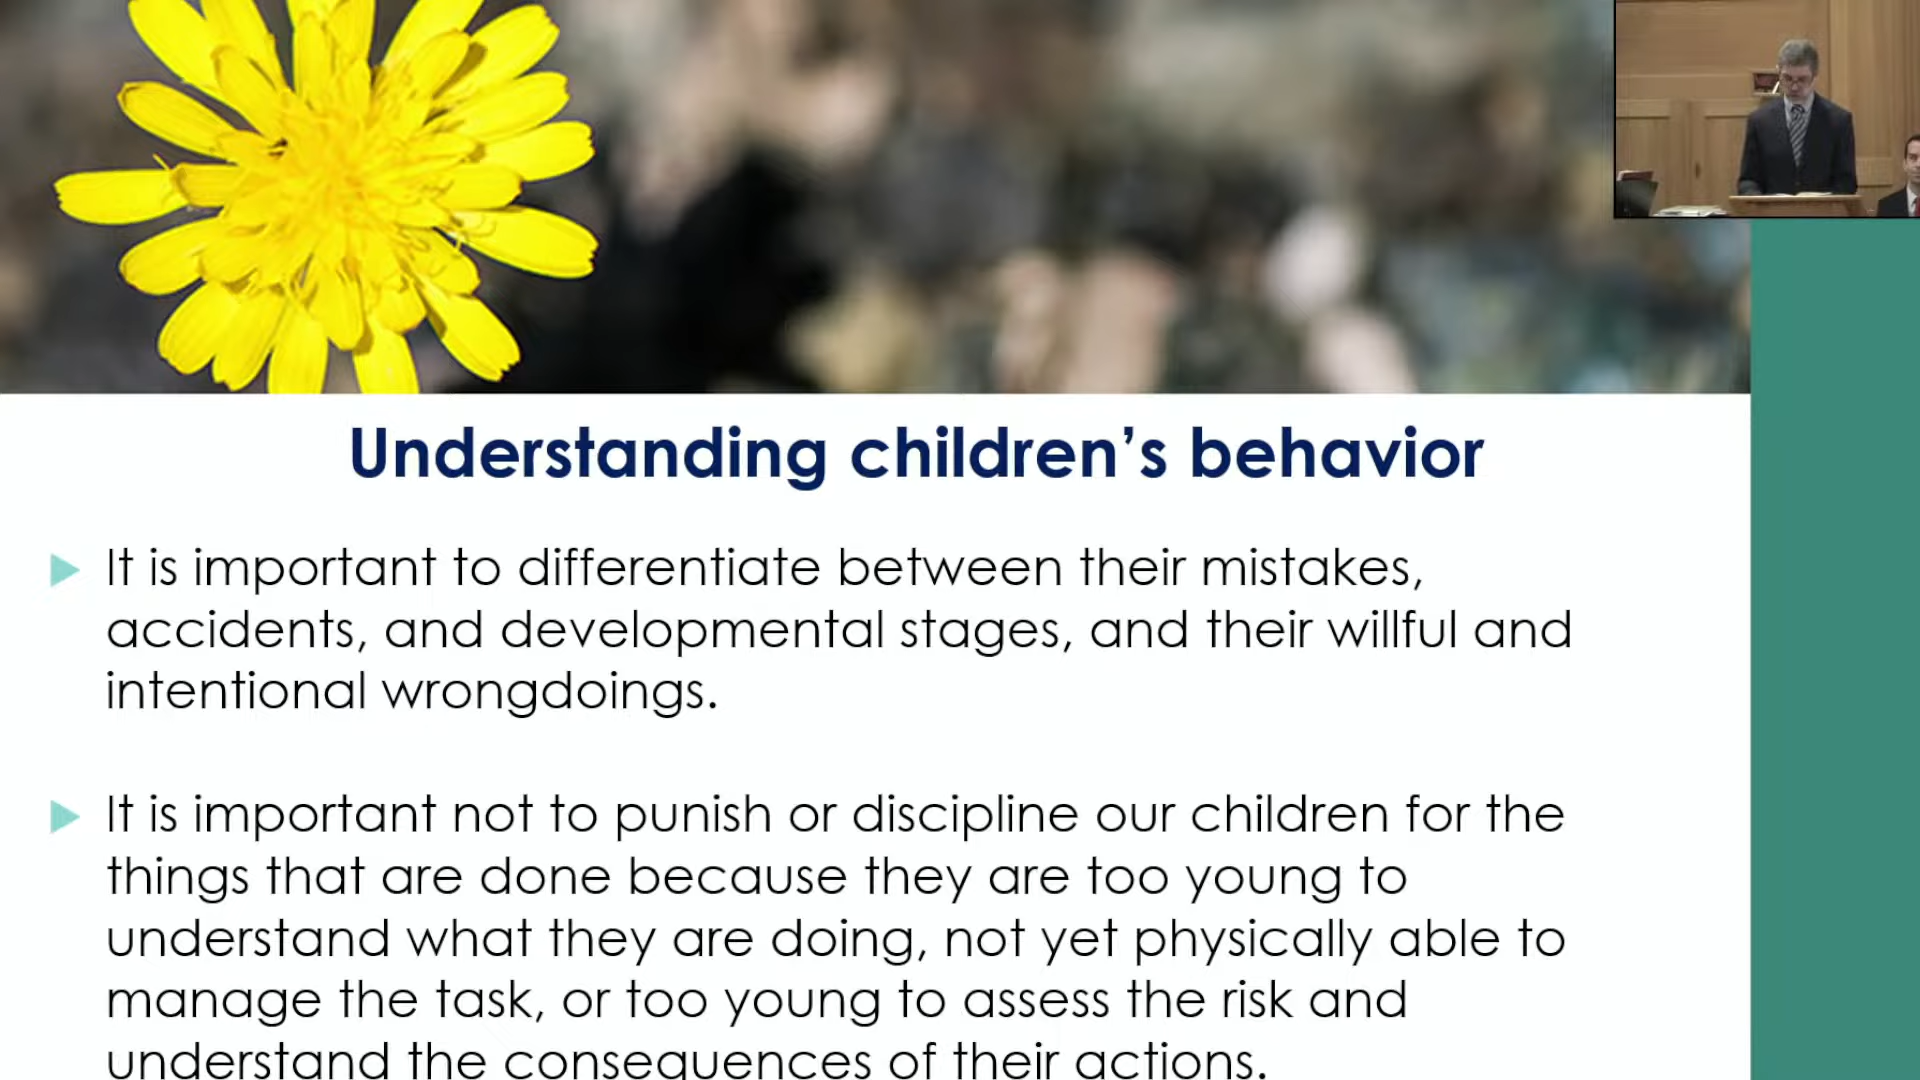 Understanding children’s behavior
It is important to differentiate between their mistakes,
accidents, and developmental stages, and their willful and
intentional wrongdoings.
It is important not to punish or discipline our children for the
things that are done because they are too young to
understand what they are doing, not yet physically able to
manage the task, or too young to assess the risk and
understand the consequences of their actions.